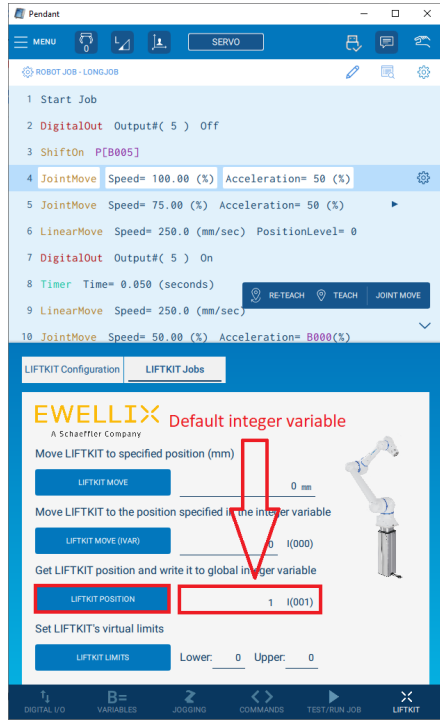 Pendant
MENU 0 L SERVO
ROBOT JOB - LONGJOB
1 Start Job
2 DigitalOut Output#( 5 ) Off
3 ShiftOn P[B005]
4 JointMove Speed= 100.00 (%) Acceleration= 50 (%)
5 JointMove Speed= 75.00 (%) Acceleration= 50 (%)
6 LinearMove Speed= 250.0 (mm/sec) PositionLevel= 0
7 DigitalOut Output#( 5 ) On
8 Timer Time= 0.050 (seconds)
RE-TEACH TEACH JOINT MOVE
9 LinearMove Speed= 250.0 (mm/sec)
10 JointMove Speed= 50.00 (%) Acceleration= B000(%)
LIFTKIT Configuration LIFTKIT Jobs
EWELLIX
A Schaeffler Company
Default integer variable
Move LIFTKIT to specified position (mm)
LIFTKIT MOVE 0 mm
Move LIFTKIT to the position specified in the integer variable
LIFTKIT MOVE (IVAR) 0 I(000)
Get LIFTKIT position and write it to global integer variable
LIFTKIT POSITION 1 I(001)
Set LIFTKIT's virtual limits
LIFTKIT LIMITS Lower: 0 Upper: 0
DIGITAL I/O VARIABLES JOGGING COMMANDS TEST/RUN JOB LIFTKIT